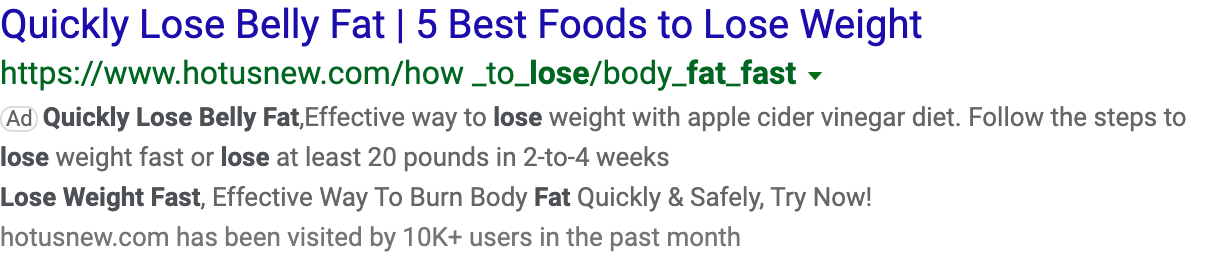 Quickly Lose Belly Fat | 5 Best Foods to Lose Weight
https://www.hotusnew.com/how _to_lose/body_fat_fast
Ad Quickly Lose Belly Fat,Effective way to lose weight with apple cider vinegar diet. Follow the steps to
lose weight fast or lose at least 20 pounds in 2-to-4 weeks
Lose Weight Fast, Effective Way To Burn Body Fat Quickly & Safely, Try Now!
hotusnew.com has been visited by 10K+ users in the past month